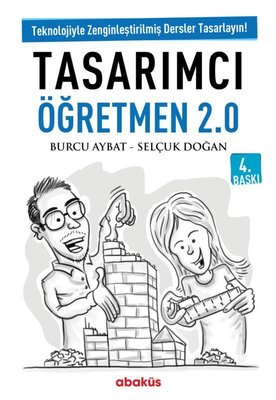 Teknolojiyle Zenginleştirilmiş Dersler Tasarlayın!
TASARIMCI
ÖĞRETMEN 2.0
BURCU AYBAT - SELÇUK DOĞAN
4.
BASKI
abaküs